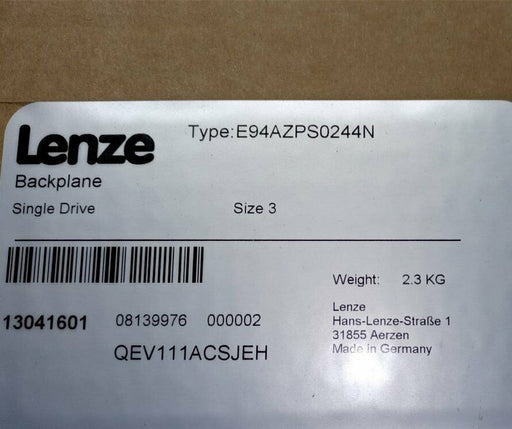 Lenze
Type:E94AZPS0244N
Backplane
Single Drive Size 3
Weight: 2.3 KG
13041601 08139976 000002
QEV111ACSJEH
Lenze
Hans-Lenze-Straße 1
31855 Aerzen
Made in Germany